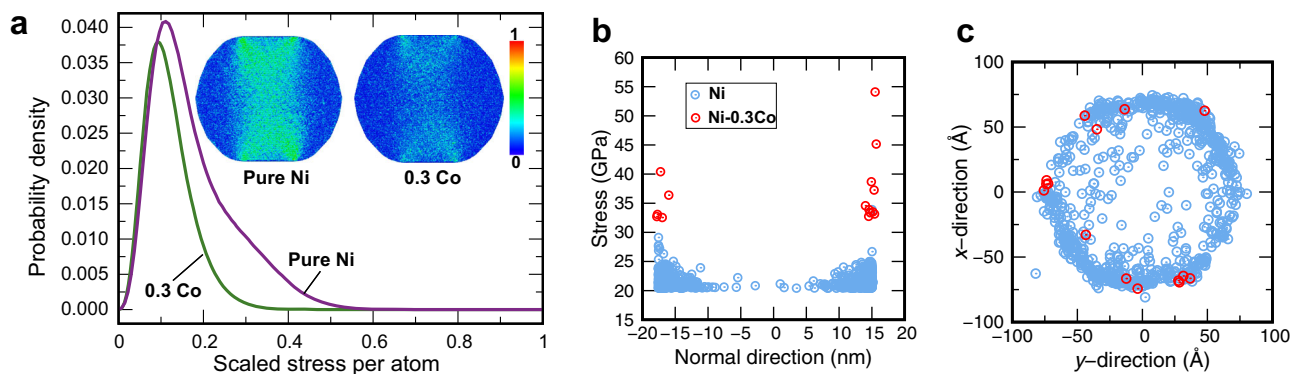 a
0.040
0.035
0.030
0.025
0.020
0.015
0.010
0.005
0.000
Probability density
0 0.2 0.4 0.6 0.8 1
Scaled stress per atom
Pure Ni
0.3 Co
1
0
Pure Ni
0.3 Co
b
60
55
50
45
40
35
30
25
20
15
Stress (GPa)
Ni
Ni-0.3Co
−20 −15 −10 −5 0 5 10 15 20
Normal direction (nm)
c
100
50
0
−50
−100
x−direction (Å)
−100 −50 0 50 100
y−direction (Å)